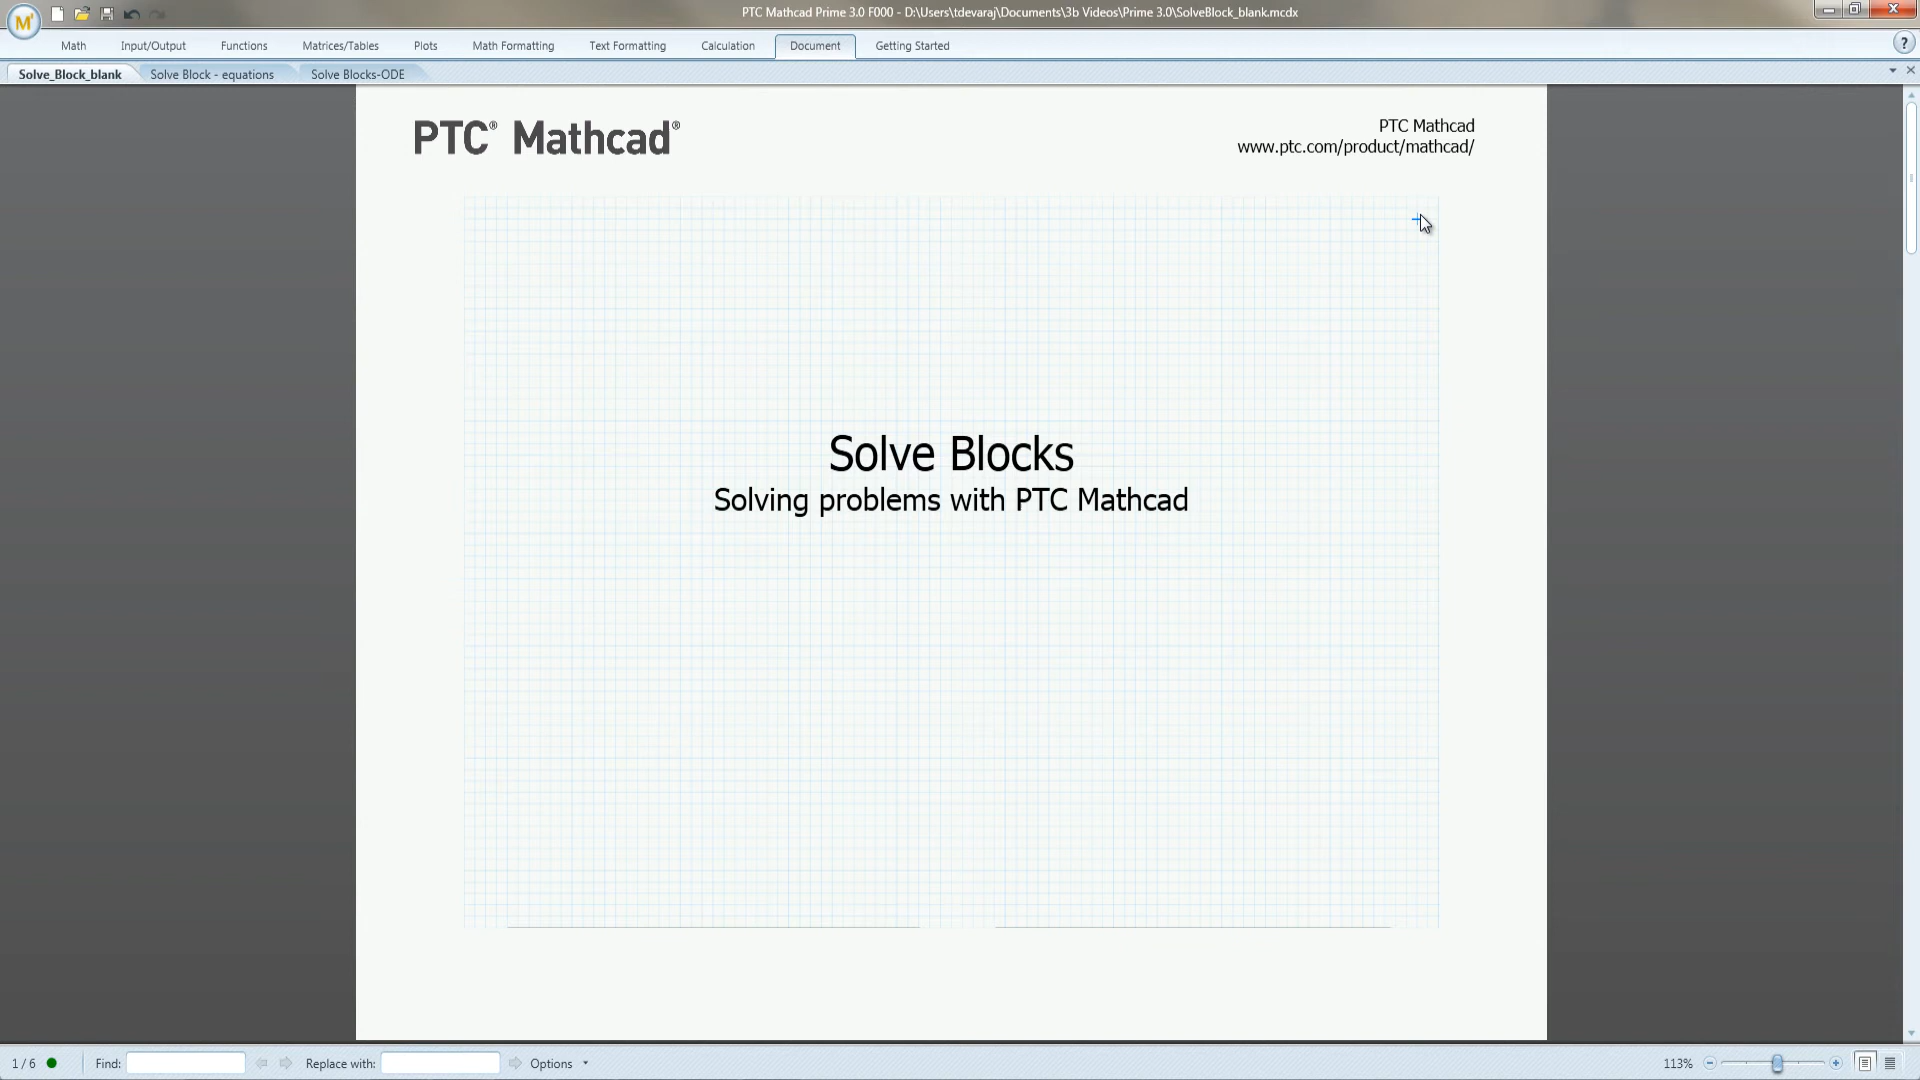 PTC Mathcad Prime 3.0 F000 - D:\Users\tdevaraj\Documents\3b Videos\Prime 3.0\SolveBlock_blank.mcdx
Math Input/Output Functions Matrices/Tables Plots Math Formatting Text Formatting Calculation Document Getting Started
Solve_Block_blank Solve Block - equations Solve Blocks-ODE
PTC® Mathcad®
PTC Mathcad
www.ptc.com/product/mathcad/
Solve Blocks
Solving problems with PTC Mathcad
1 / 6 Find: Replace with: Options 113%